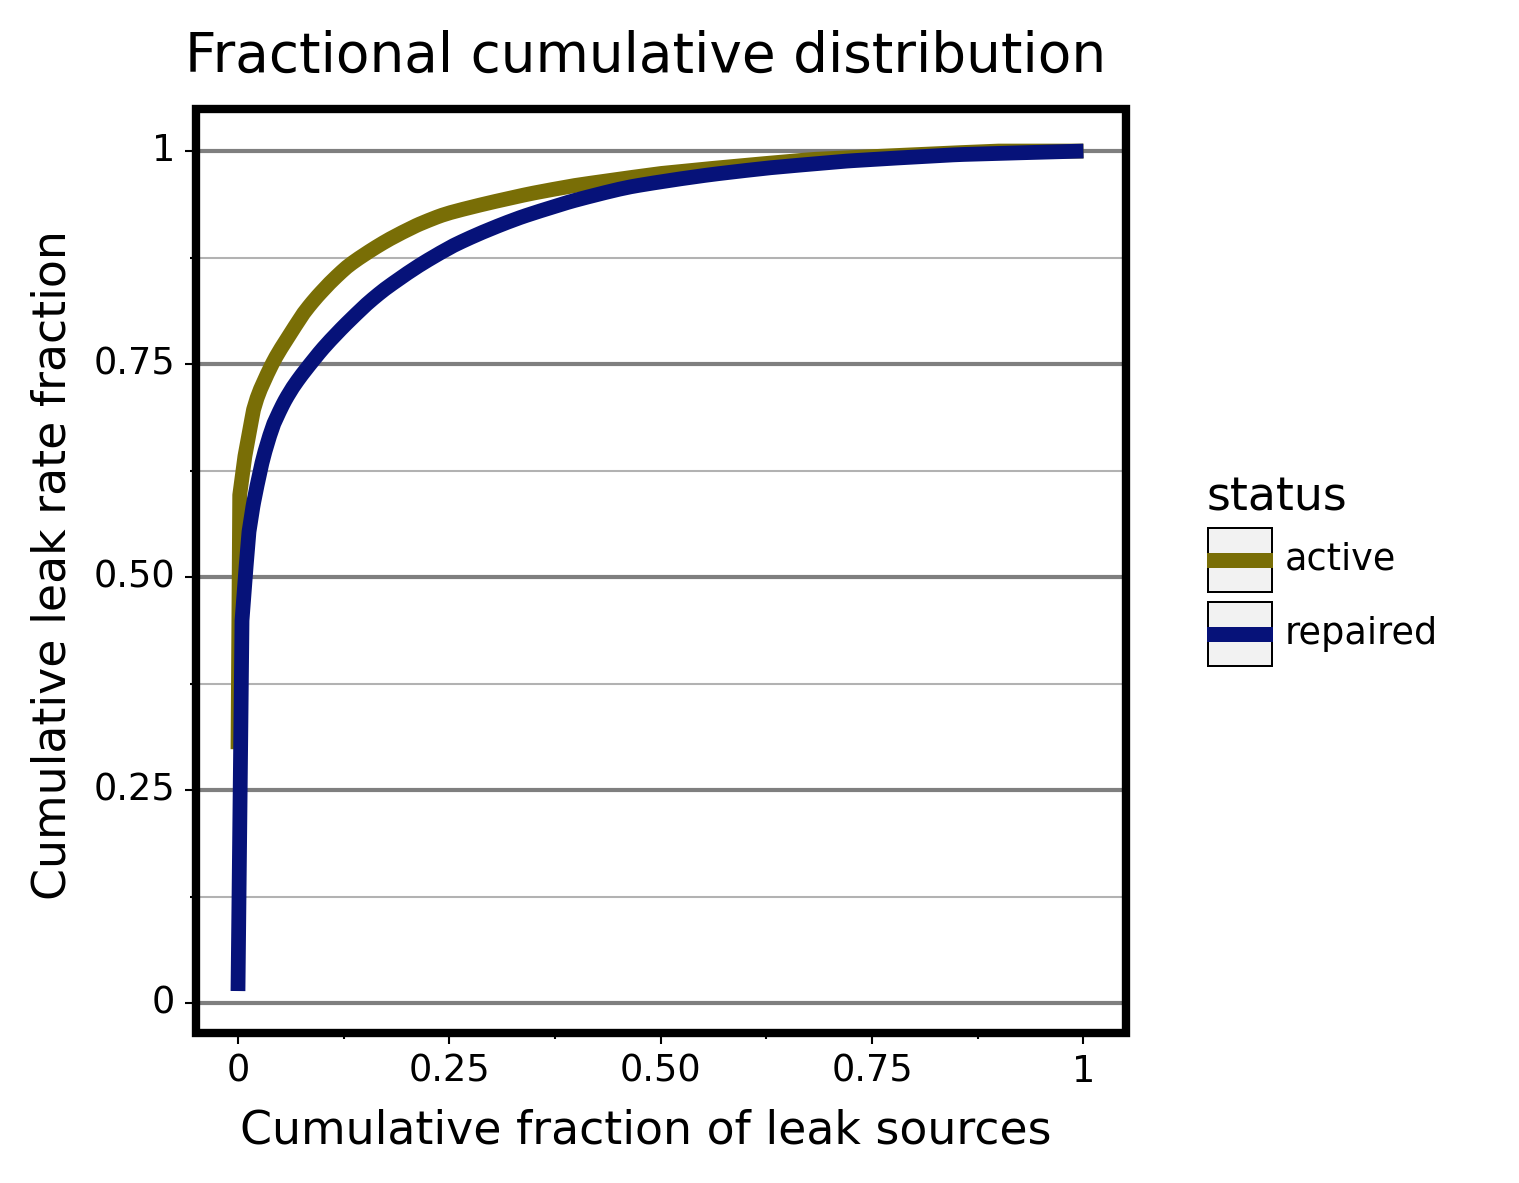 Fractional cumulative distribution
Cumulative leak rate fraction
1
0.75
0.50
0.25
0
0
0.25
0.50
0.75
1
Cumulative fraction of leak sources
status
active
repaired